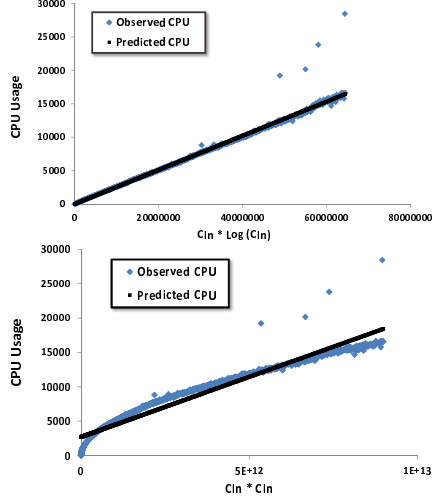 30000
25000
20000
15000
10000
5000
0
CPU Usage
Observed CPU
Predicted CPU
0 20000000 40000000 60000000 80000000
CIn * Log (CIn)
30000
25000
20000
15000
10000
5000
0
CPU Usage
Observed CPU
Predicted CPU
0 5E+12 1E+13
CIn * CIn